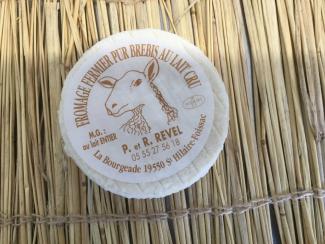 FROMAGE FERMIER PUR BREBIS AU LAIT CRU
M.G.:
au lait ENTIER
P. et R. REVEL
05 55 27 56 18
La Bourgeade 19550 St Hilaire Foissac